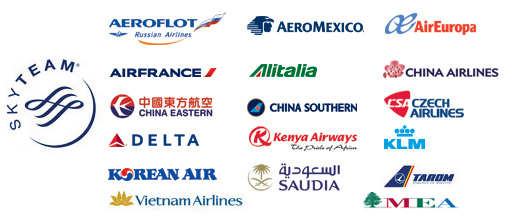 SKYTEAM
AEROFLOT
Russian Airlines
AEROMEXICO.
AirEuropa
AIRFRANCE
Alitalia
CHINA AIRLINES
中國東方航空
CHINA EASTERN
CHINA SOUTHERN
CSA CZECH
AIRLINES
DELTA
Kenya Airways
The Pride of Africa
KLM
KOREAN AIR
السعودية
SAUDIA
TAROM
Vietnam Airlines
MEA